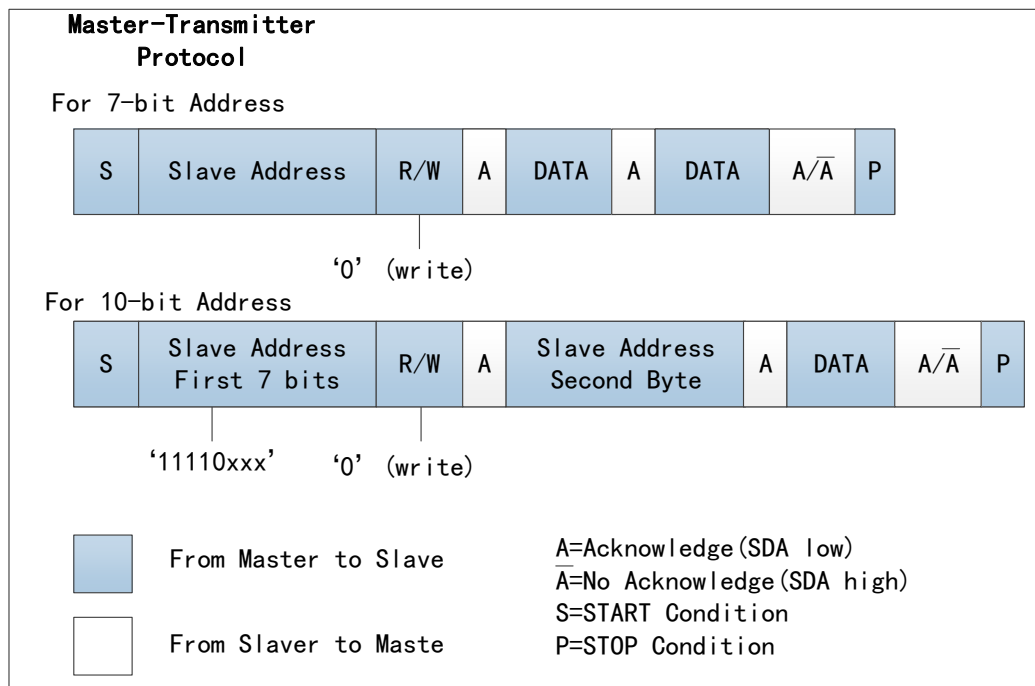 Master-Transmitter
Protocol
For 7-bit Address
S Slave Address R/W A DATA A DATA A/A̅ P
‘0’ (write)
For 10-bit Address
S Slave Address First 7 bits R/W A Slave Address Second Byte A DATA A/A̅ P
‘11110xxx’ ‘0’ (write)
From Master to Slave
From Slaver to Maste
A=Acknowledge(SDA low)
A̅=No Acknowledge(SDA high)
S=START Condition
P=STOP Condition